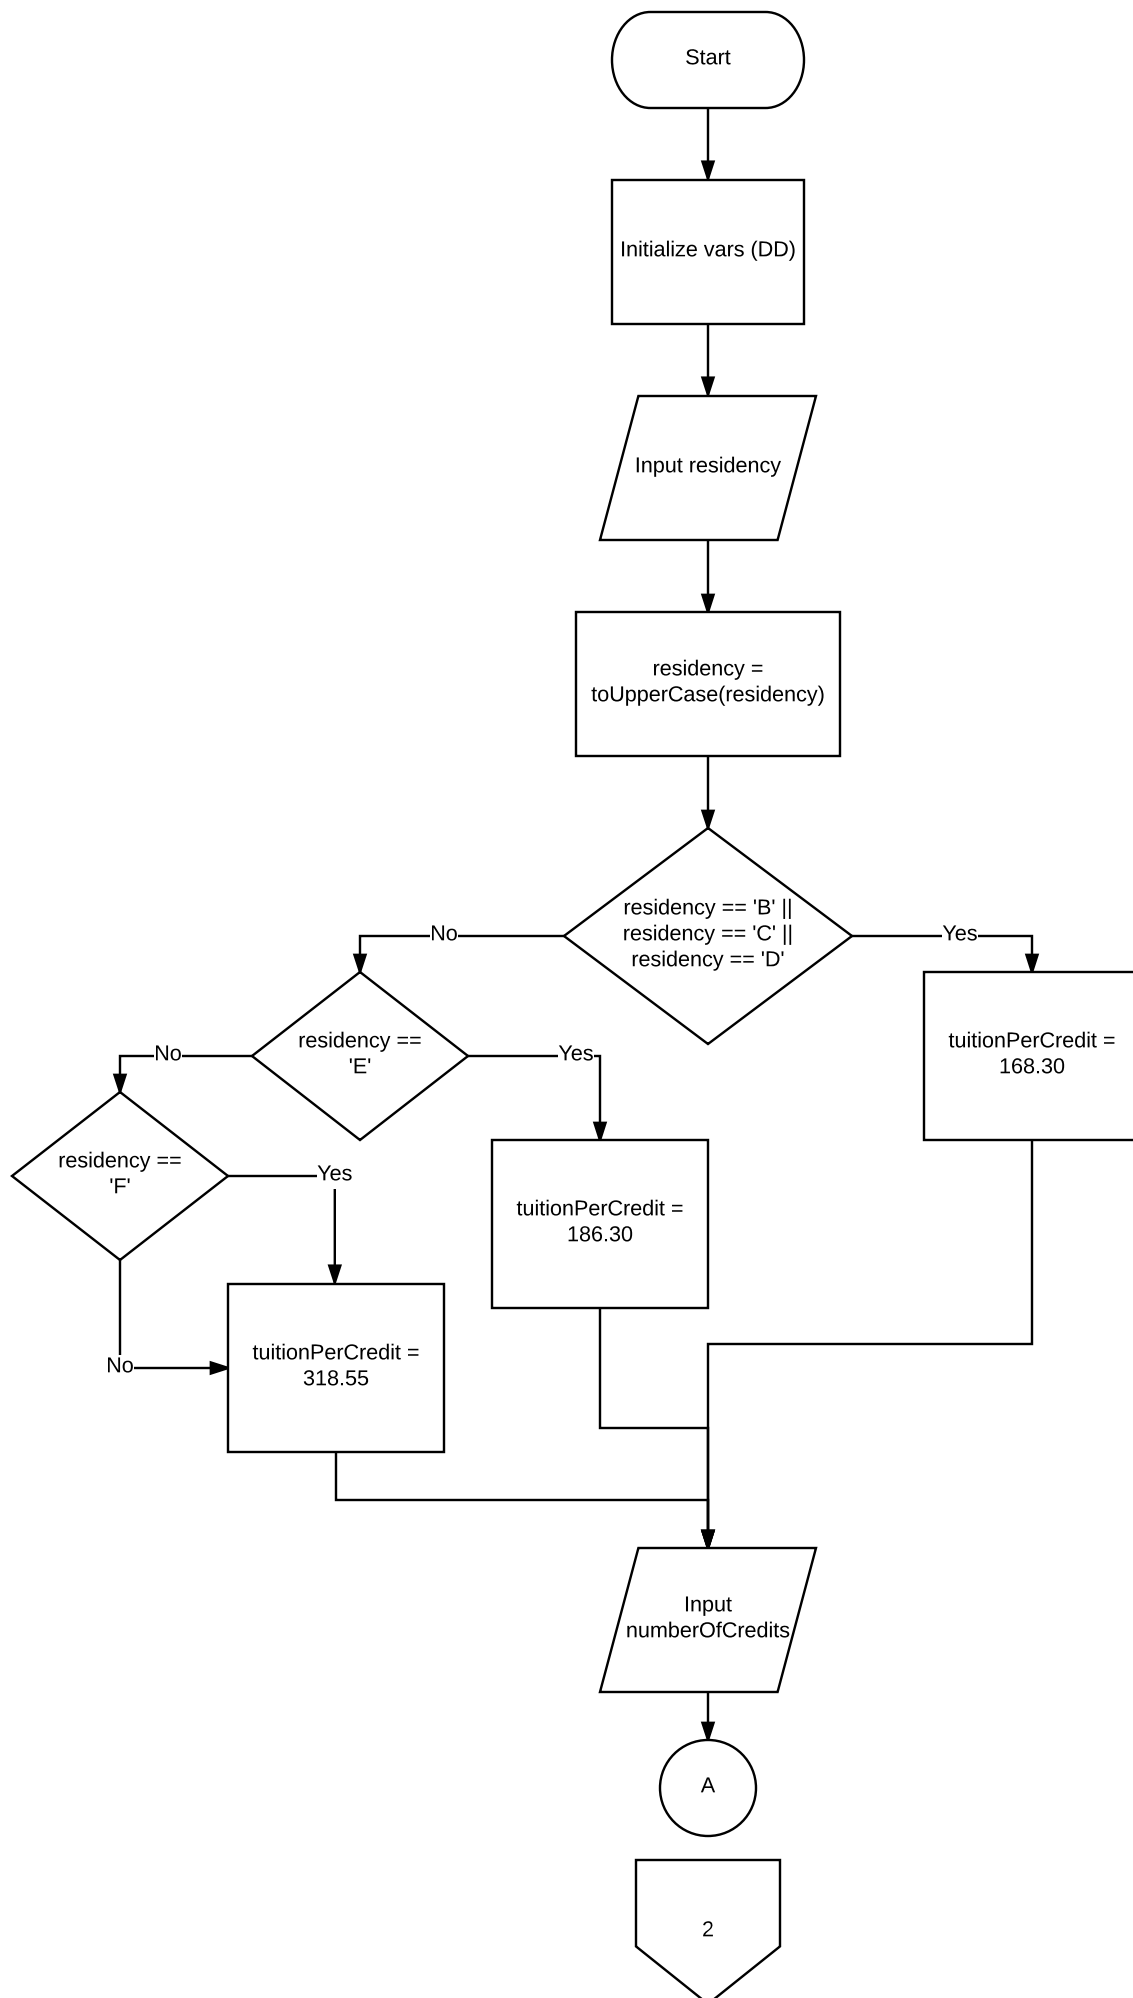 Start
Initialize vars (DD)
Input residency
residency =
toUpperCase(residency)
residency == 'B' ||
residency == 'C' ||
residency == 'D'
No
Yes
residency ==
'E'
tuitionPerCredit =
168.30
No
Yes
residency ==
'F'
Yes
tuitionPerCredit =
186.30
No
tuitionPerCredit =
318.55
Input
numberOfCredits
A
2